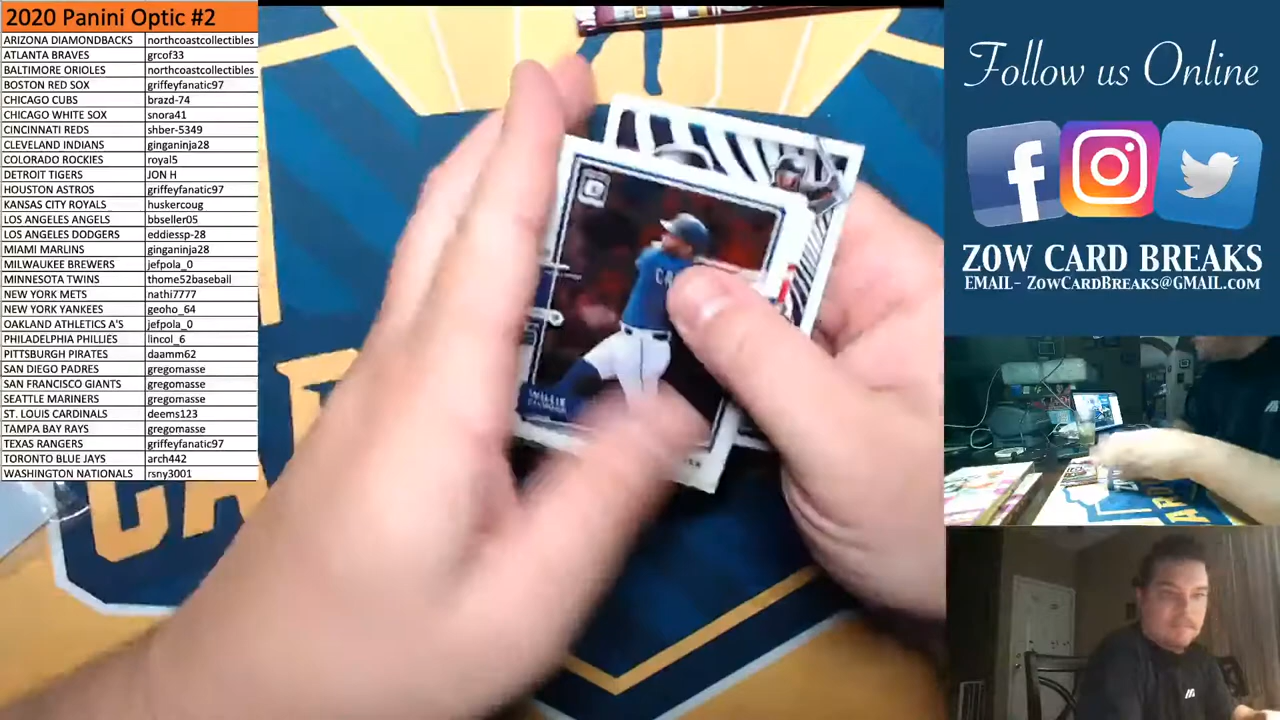 2020 Panini Optic #2
ARIZONA DIAMONDBACKS northcoastcollectibles
ATLANTA BRAVES grcof33
BALTIMORE ORIOLES northcoastcollectibles
BOSTON RED SOX griffeyfanatic97
CHICAGO CUBS brazd-74
CHICAGO WHITE SOX snora41
CINCINNATI REDS shber-5349
CLEVELAND INDIANS ginganinja28
COLORADO ROCKIES royal5
DETROIT TIGERS JON H
HOUSTON ASTROS griffeyfanatic97
KANSAS CITY ROYALS huskercoug
LOS ANGELES ANGELS bbseller05
LOS ANGELES DODGERS eddiessp-28
MIAMI MARLINS ginganinja28
MILWAUKEE BREWERS jefpola_0
MINNESOTA TWINS thome52baseball
NEW YORK METS nathi7777
NEW YORK YANKEES geoho_64
OAKLAND ATHLETICS A'S jefpola_0
PHILADELPHIA PHILLIES lincol_6
PITTSBURGH PIRATES daamm62
SAN DIEGO PADRES gregomasse
SAN FRANCISCO GIANTS gregomasse
SEATTLE MARINERS gregomasse
ST. LOUIS CARDINALS deems123
TAMPA BAY RAYS gregomasse
TEXAS RANGERS griffeyfanatic97
TORONTO BLUE JAYS arch442
WASHINGTON NATIONALS rsny3001
WILLIE
CA
Follow us Online
ZOW CARD BREAKS
EMAIL- ZowCardBreaks@gmail.com